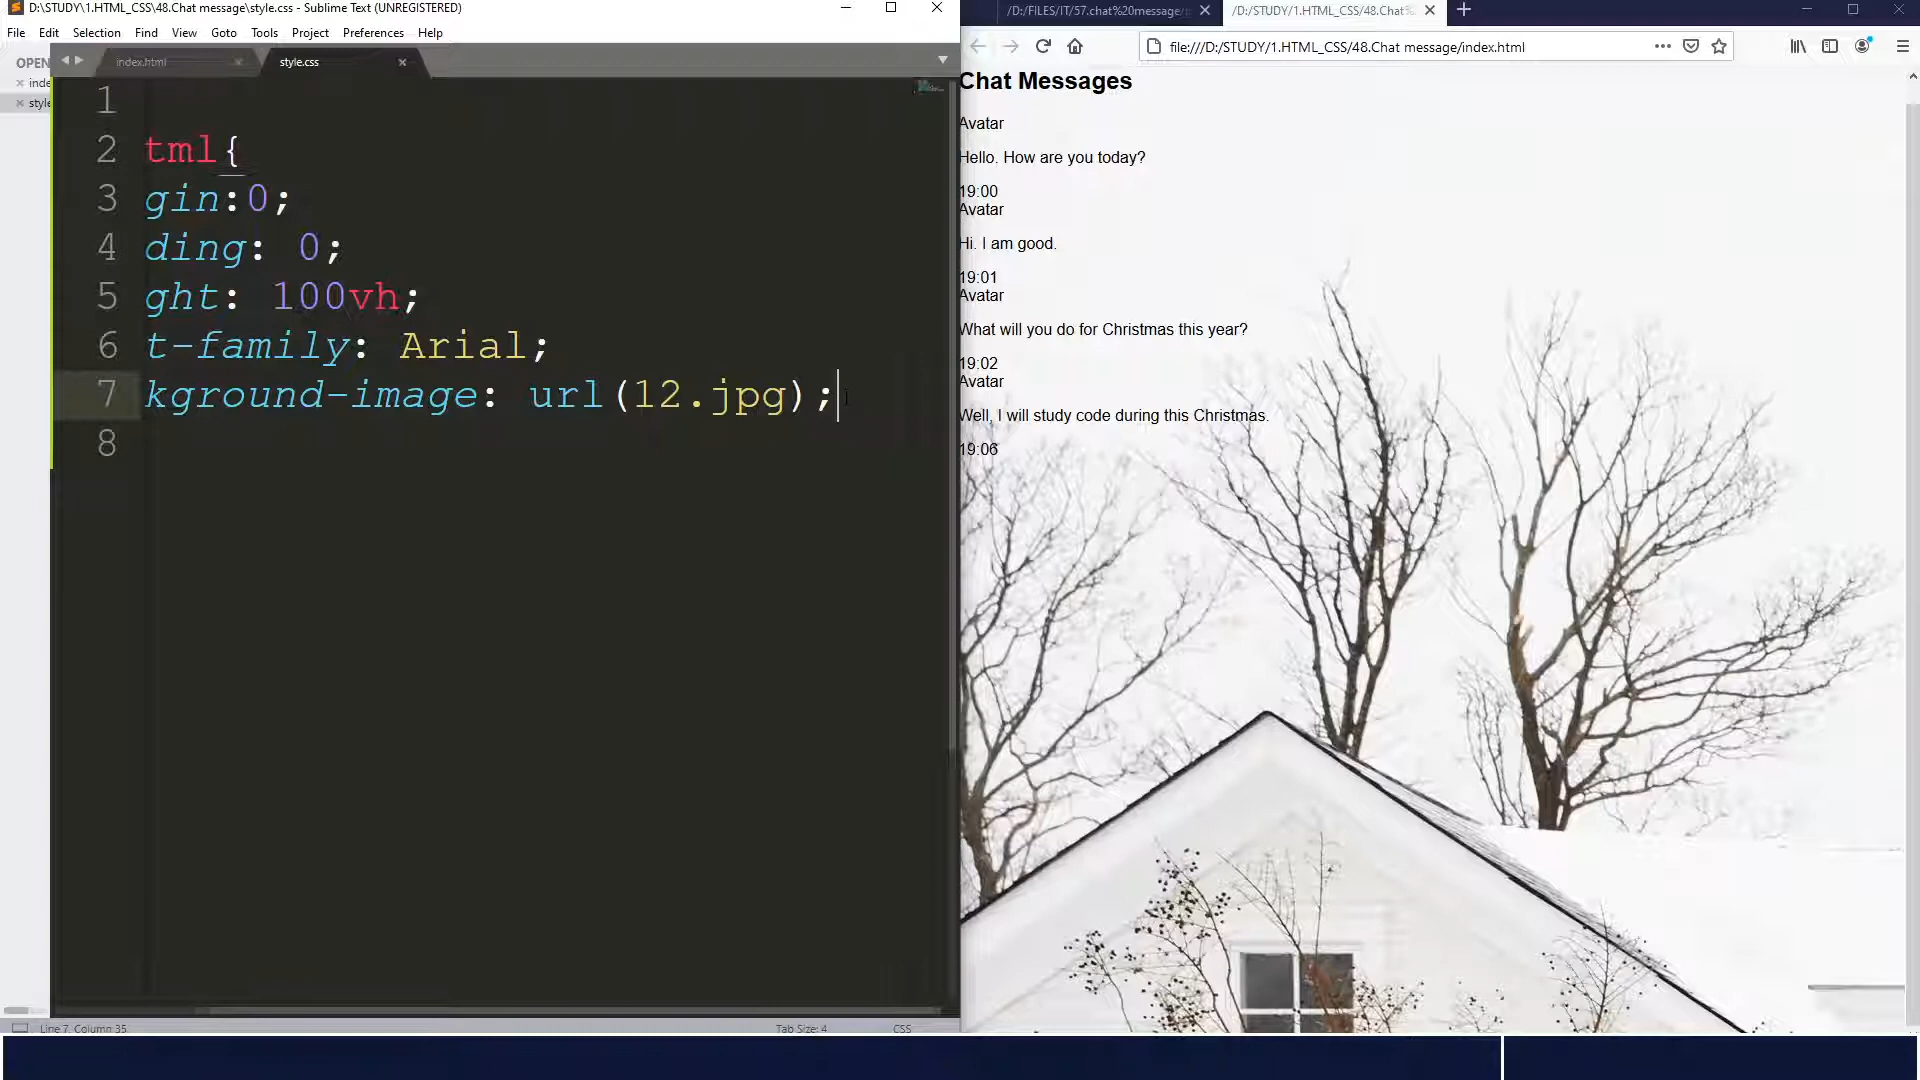 D:\STUDY\1.HTML_CSS\48.Chat message\style.css - Sublime Text (UNREGISTERED)
File Edit Selection Find View Goto Tools Project Preferences Help
OPEN
inde
style
index.html
style.css
1
2 tml{
3 gin:0;
4 ding: 0;
5 ght: 100vh;
6 t-family: Arial;
7 kground-image: url(12.jpg);
8
Line 7, Column 35
Tab Size: 4
CSS
/D:/FILES/IT/57.chat%20message/
/D:/STUDY/1.HTML_CSS/48.Chat%
file:///D:/STUDY/1.HTML_CSS/48.Chat message/index.html
Chat Messages
Avatar
Hello. How are you today?
19:00
Avatar
Hi. I am good.
19:01
Avatar
What will you do for Christmas this year?
19:02
Avatar
Well, I will study code during this Christmas.
19:06